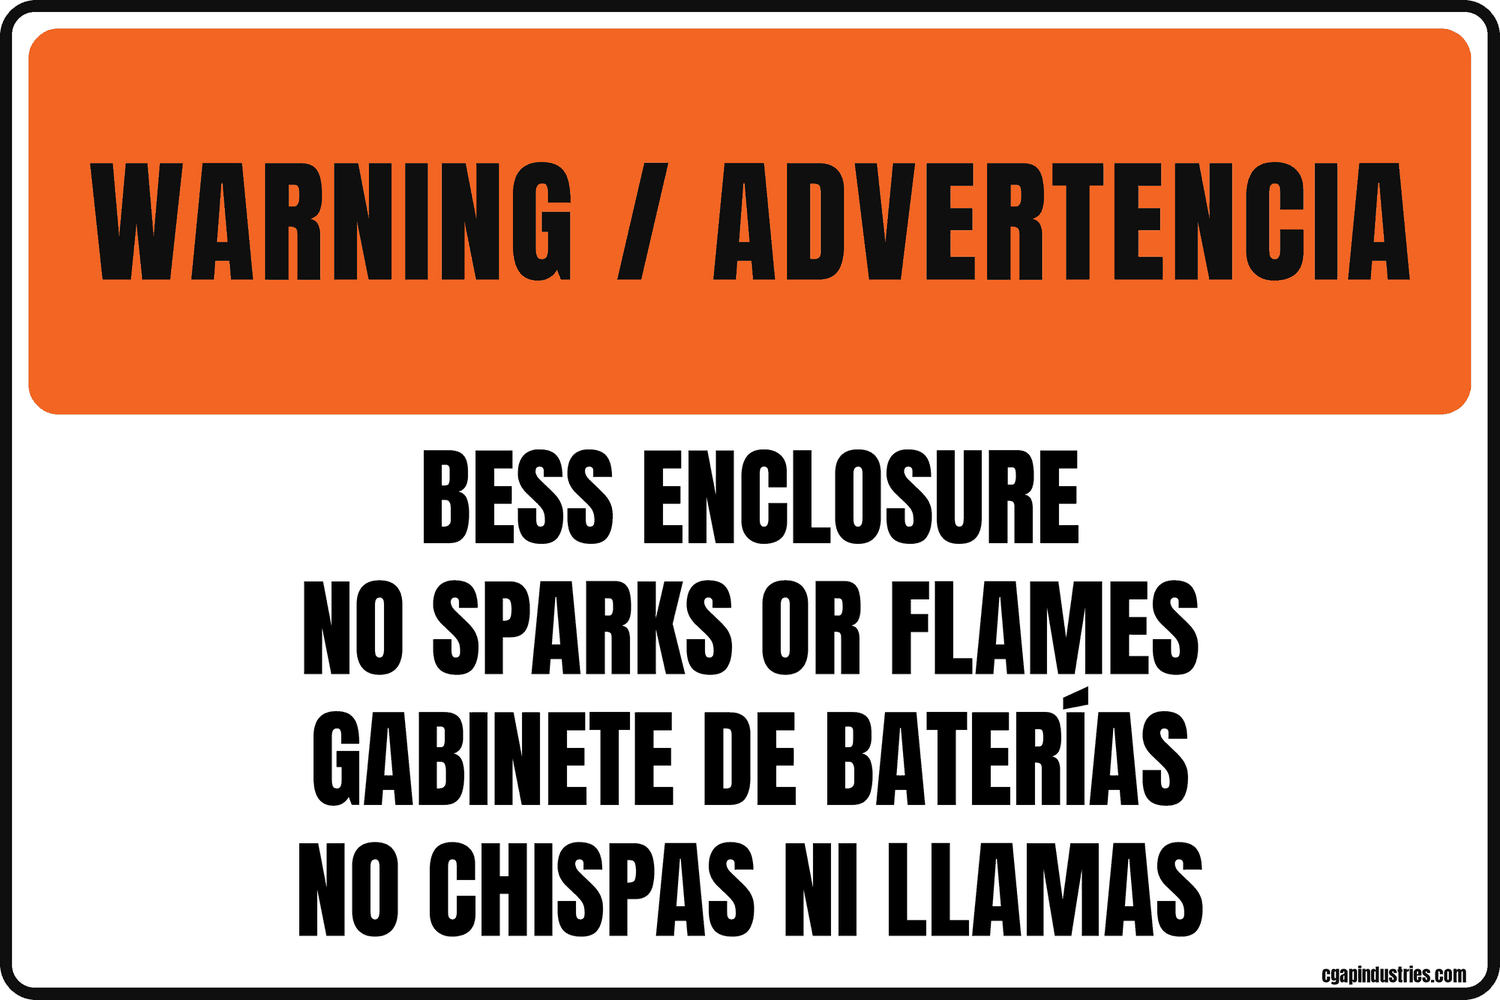 WARNING / ADVERTENCIA
BESS ENCLOSURE
NO SPARKS OR FLAMES
GABINETE DE BATERÍAS
NO CHISPAS NI LLAMAS
cgapindustries.com